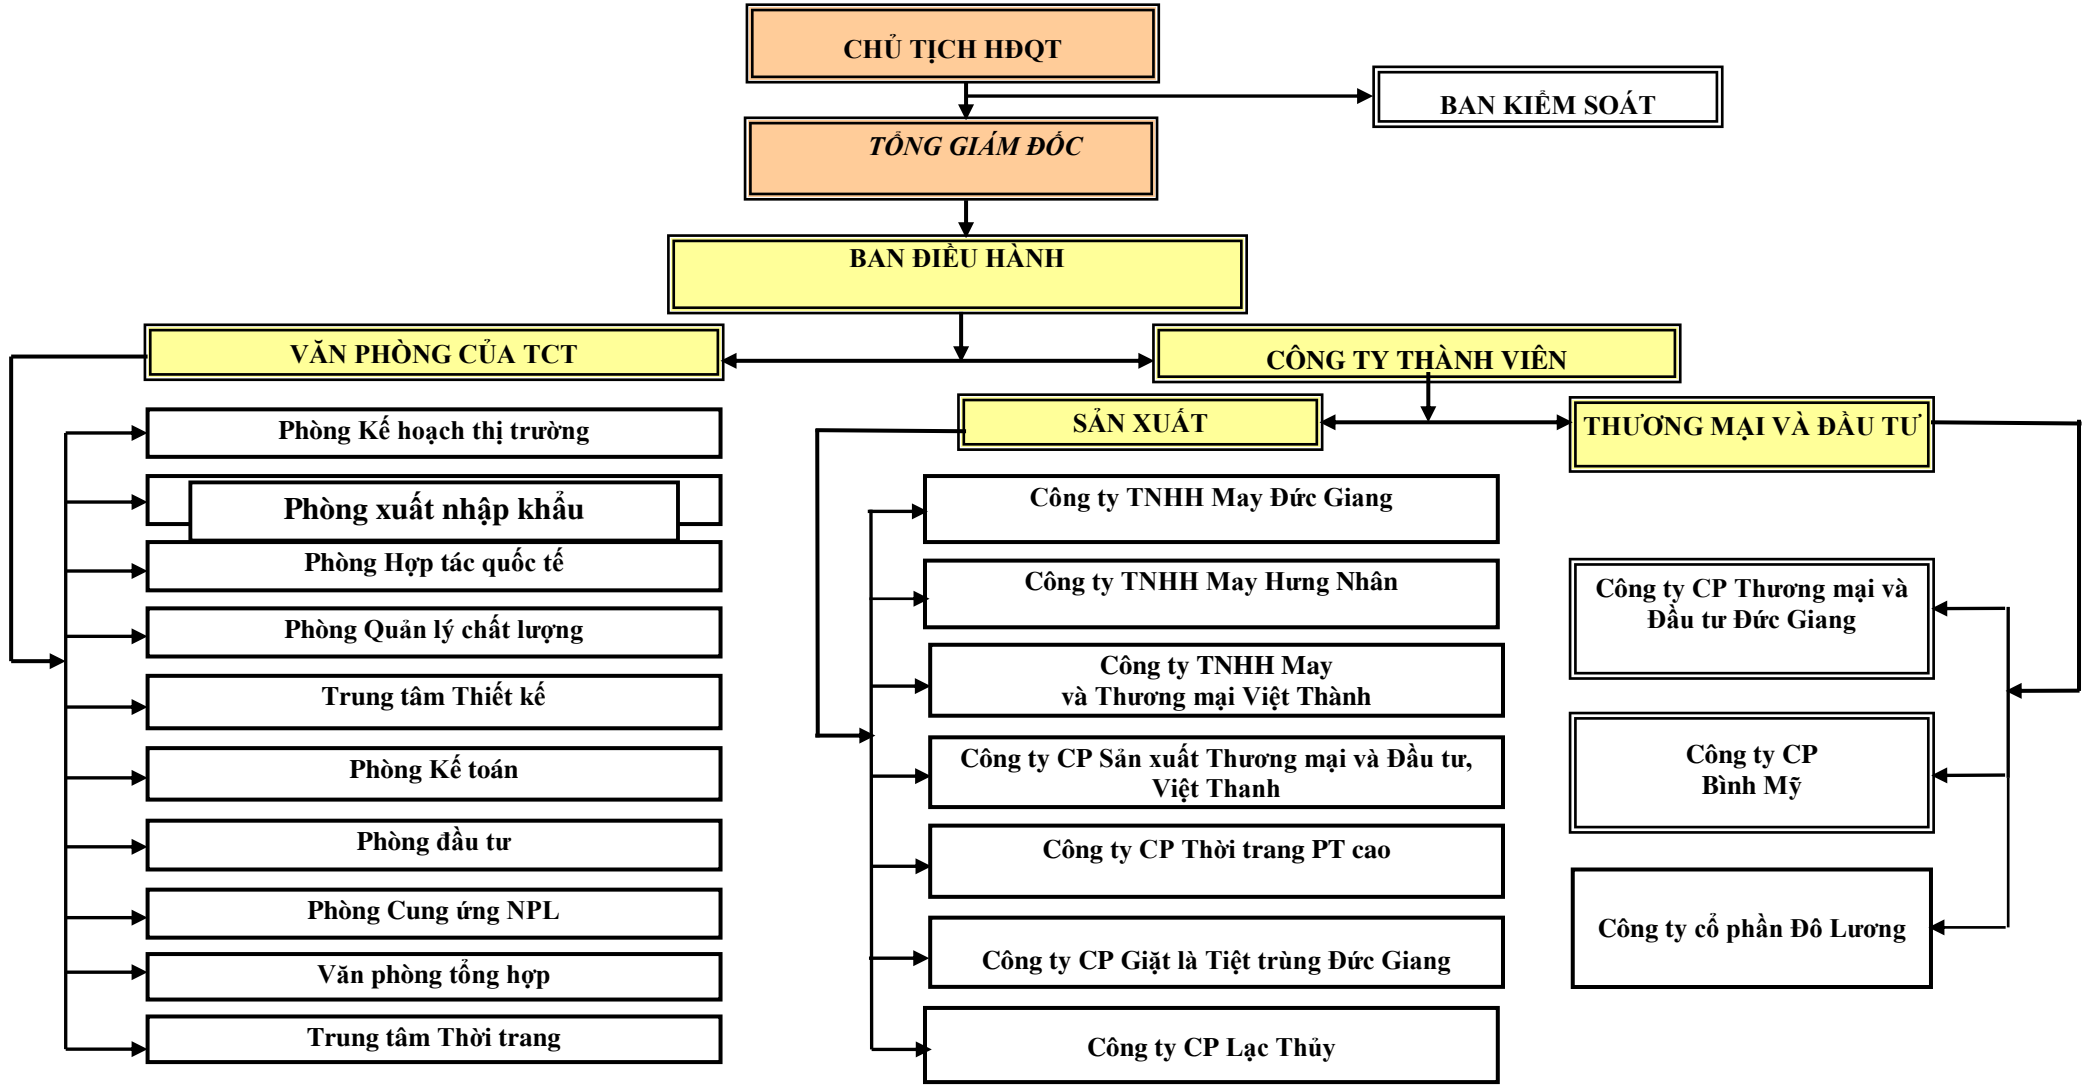 CHỦ TỊCH HĐQT
BAN KIỂM SOÁT
TỔNG GIÁM ĐỐC
BAN ĐIỀU HÀNH
VĂN PHÒNG CỦA TCT
CÔNG TY THÀNH VIÊN
SẢN XUẤT
THƯƠNG MẠI VÀ ĐẦU TƯ
Phòng Kế hoạch thị trường
Phòng xuất nhập khẩu
Phòng Hợp tác quốc tế
Phòng Quản lý chất lượng
Trung tâm Thiết kế
Phòng Kế toán
Phòng đầu tư
Phòng Cung ứng NPL
Văn phòng tổng hợp
Trung tâm Thời trang
Công ty TNHH May Đức Giang
Công ty TNHH May Hưng Nhân
Công ty TNHH May
và Thương mại Việt Thành
Công ty CP Sản xuất Thương mại và Đầu tư,
Việt Thanh
Công ty CP Thời trang PT cao
Công ty CP Giặt là Tiệt trùng Đức Giang
Công ty CP Lạc Thủy
Công ty CP Thương mại và
Đầu tư Đức Giang
Công ty CP
Bình Mỹ
Công ty cổ phần Đô Lương